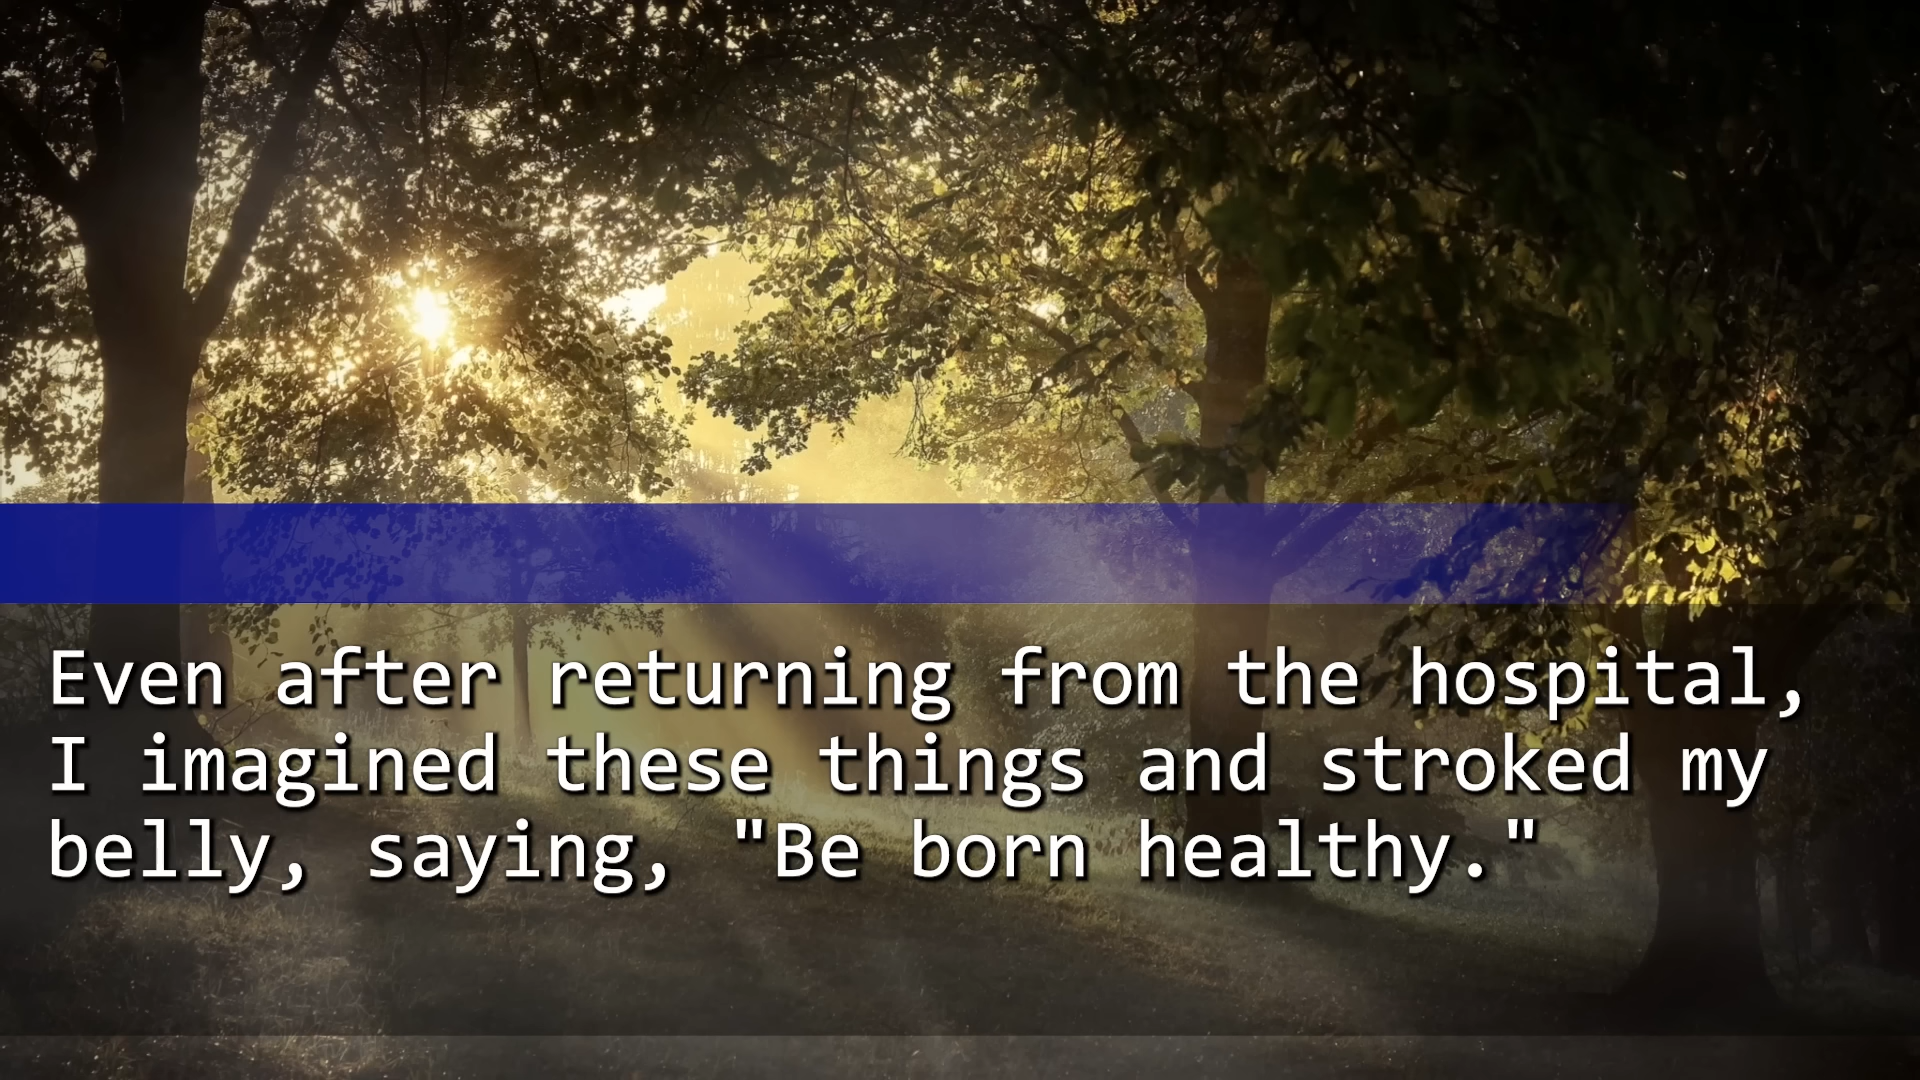 Even after returning from the hospital,
I imagined these things and stroked my
belly, saying, "Be born healthy."